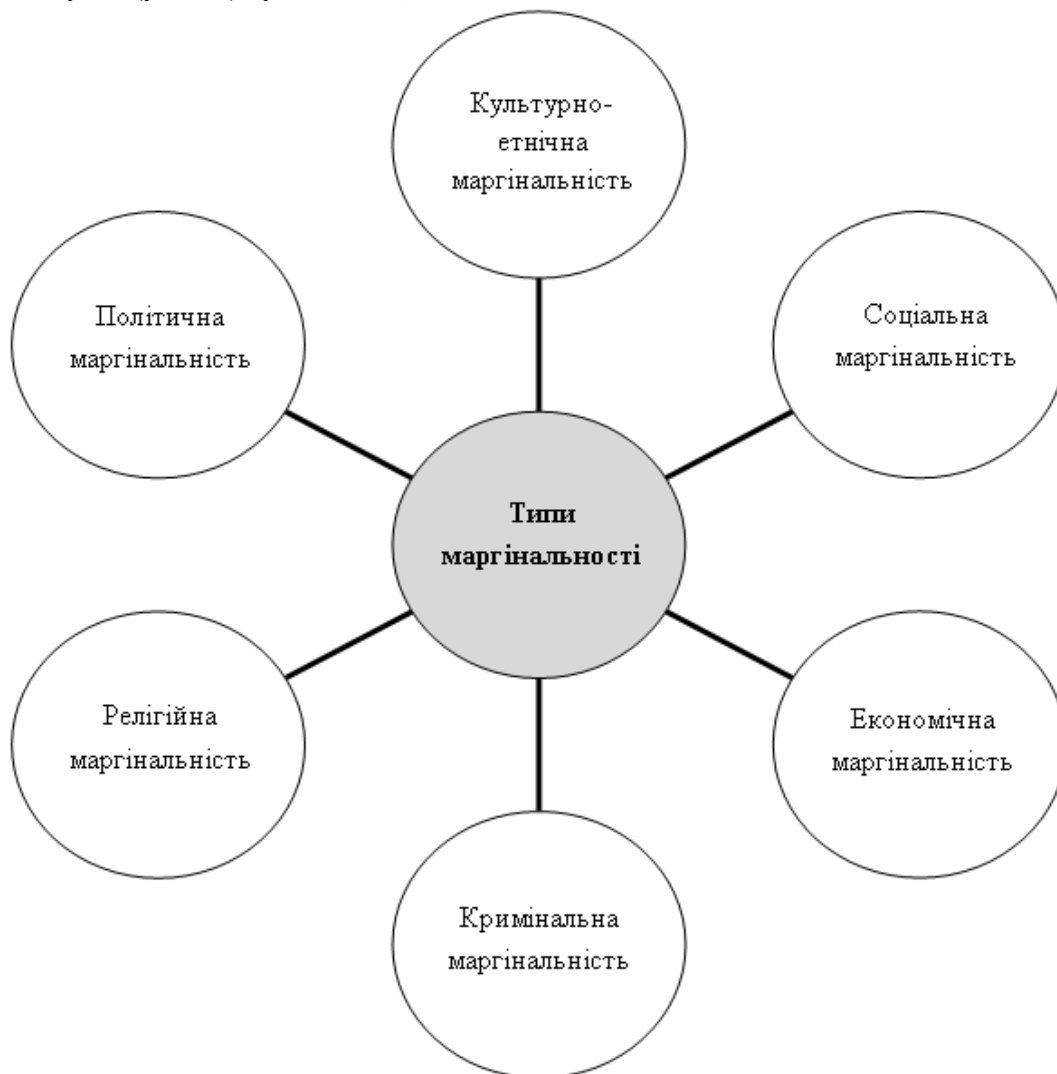 Культурно-
етнічна
маргінальність
Політична
маргінальність
Соціальна
маргінальність
Типи
маргінальності
Релігійна
маргінальність
Економічна
маргінальність
Кримінальна
маргінальність